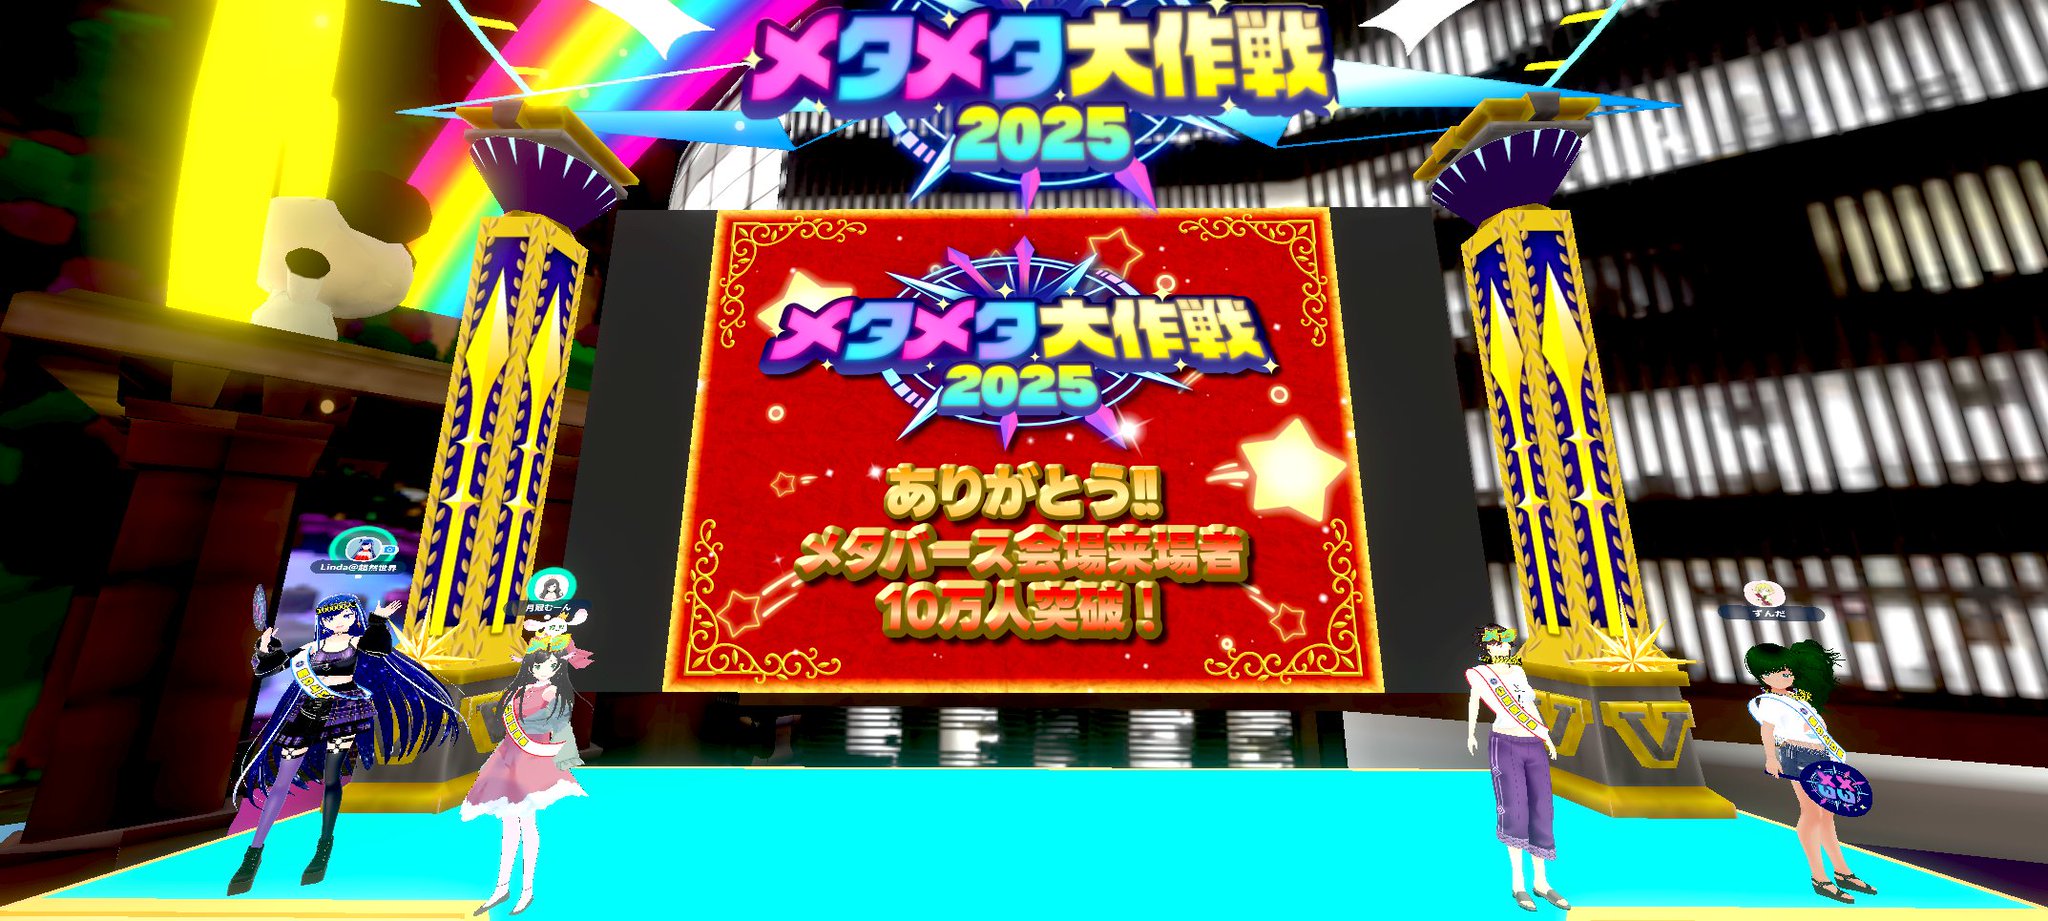 メタメタ大作戦
2025
メタメタ大作戦
2025
ありがとう!!
メタバース会場来場者
10万人突破！
Linda@超然世界
月冠むーん
ずんだ
V